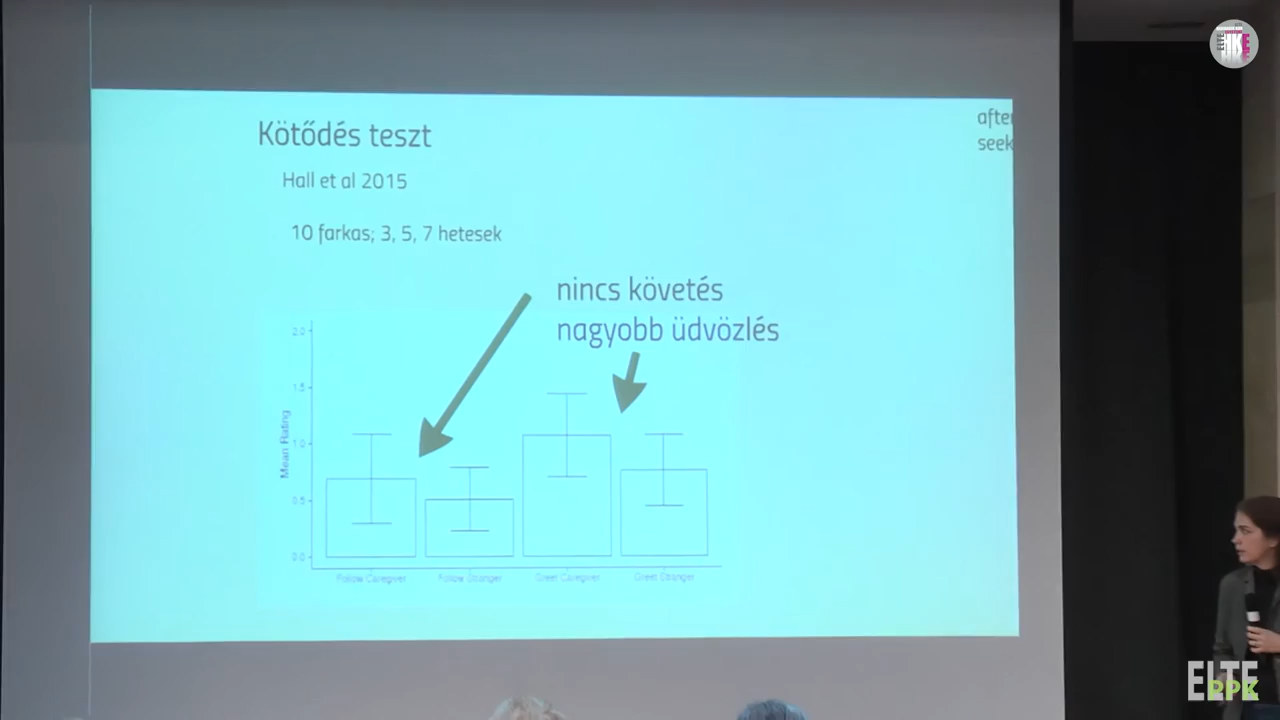 Kötődés teszt
Hall et al 2015
10 farkas; 3, 5, 7 hetesek
nincs követés
nagyobb üdvözlés
afte
seek
2.0
1.5
1.0
0.5
0.0
Mean Rating
Follow Caregiver
Follow Stranger
Greet Caregiver
Greet Stranger
ELTE
PPK